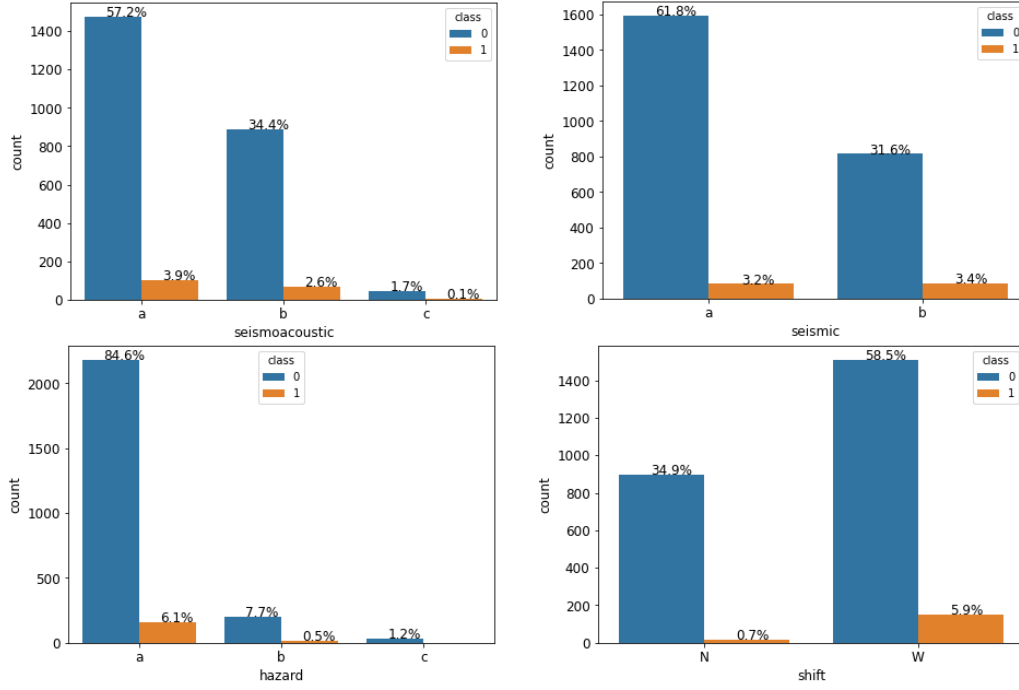 57.2%
1400
class
0
1
1200
1000
34.4%
800
600
400
200
3.9%
2.6%
1.7%
0.1%
0
a
b
c
seismoacoustic
count
1600
61.8%
class
0
1
1400
1200
1000
800
31.6%
600
400
200
3.2%
3.4%
0
a
b
seismic
count
84.6%
class
0
1
2000
1500
1000
500
6.1%
7.7%
0.5%
1.2%
0
a
b
c
hazard
count
58.5%
class
0
1
1400
1200
1000
34.9%
800
600
400
200
0.7%
5.9%
0
N
W
shift
count